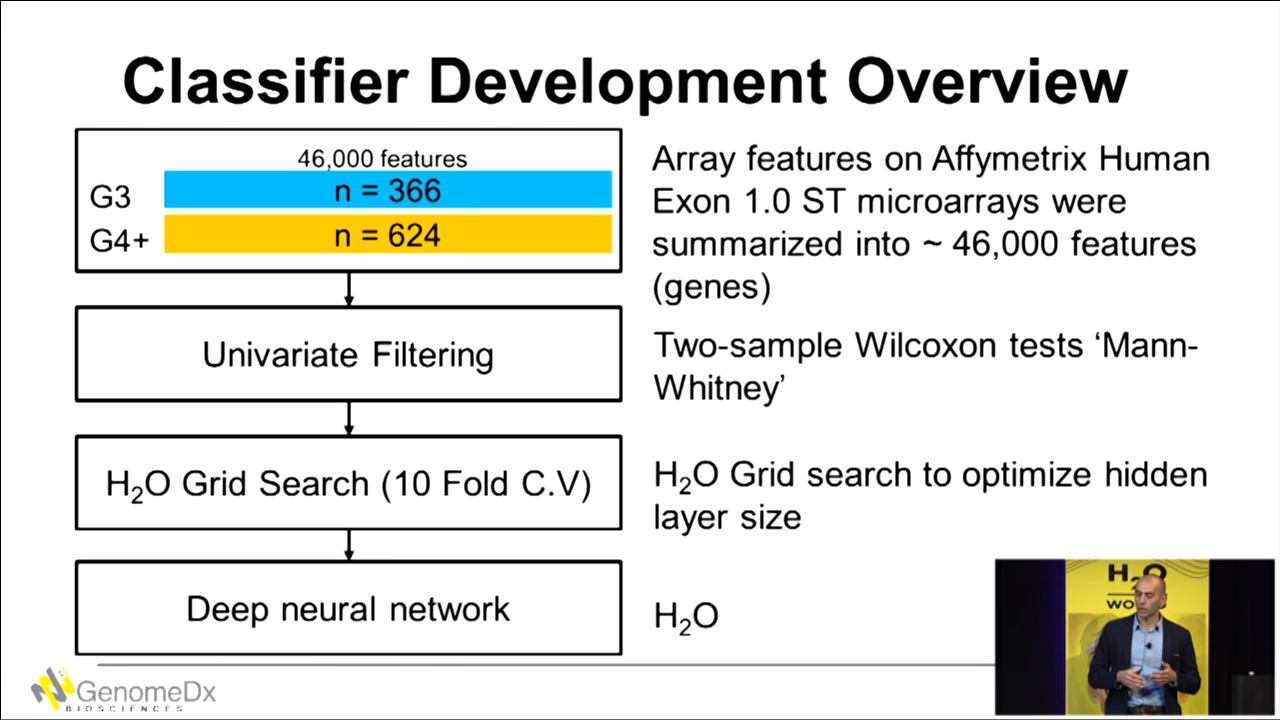 Classifier Development Overview
46,000 features
G3
n = 366
G4+
n = 624
Array features on Affymetrix Human
Exon 1.0 ST microarrays were
summarized into ~ 46,000 features
(genes)
Univariate Filtering
Two-sample Wilcoxon tests ‘Mann-
Whitney’
H₂O Grid Search (10 Fold C.V)
H₂O Grid search to optimize hidden
layer size
Deep neural network
H₂O
GenomeDx
BIOSCIENCES
H₂O
WO